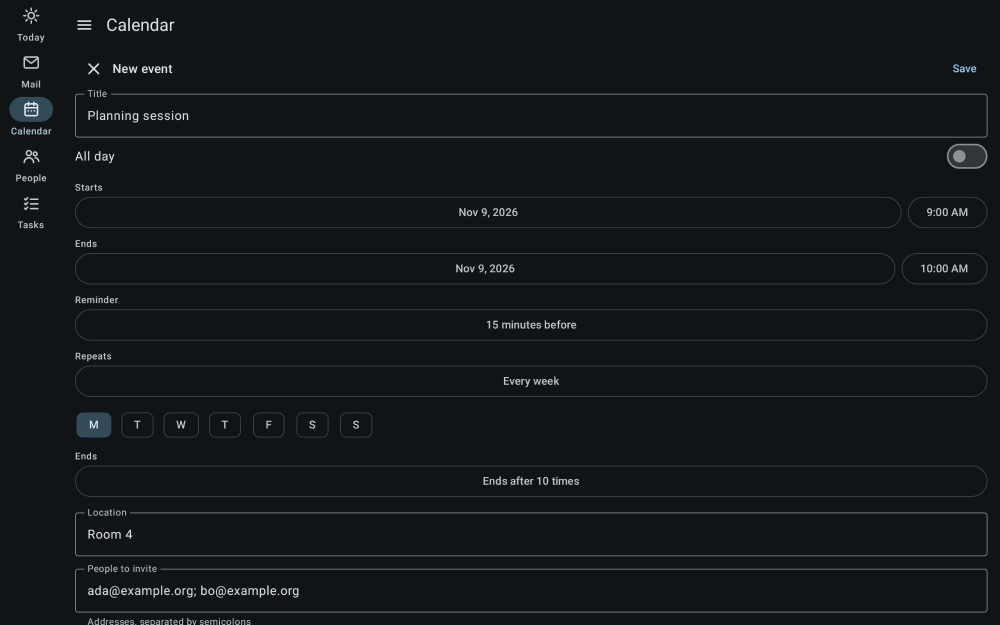 Today
Mail
Calendar
People
Tasks
Calendar
New event
Save
Title
Planning session
All day
Starts
Nov 9, 2026
9:00 AM
Ends
Nov 9, 2026
10:00 AM
Reminder
15 minutes before
Repeats
Every week
M T W T F S S
Ends
Ends after 10 times
Location
Room 4
People to invite
ada@example.org; bo@example.org
Addresses, separated by semicolons